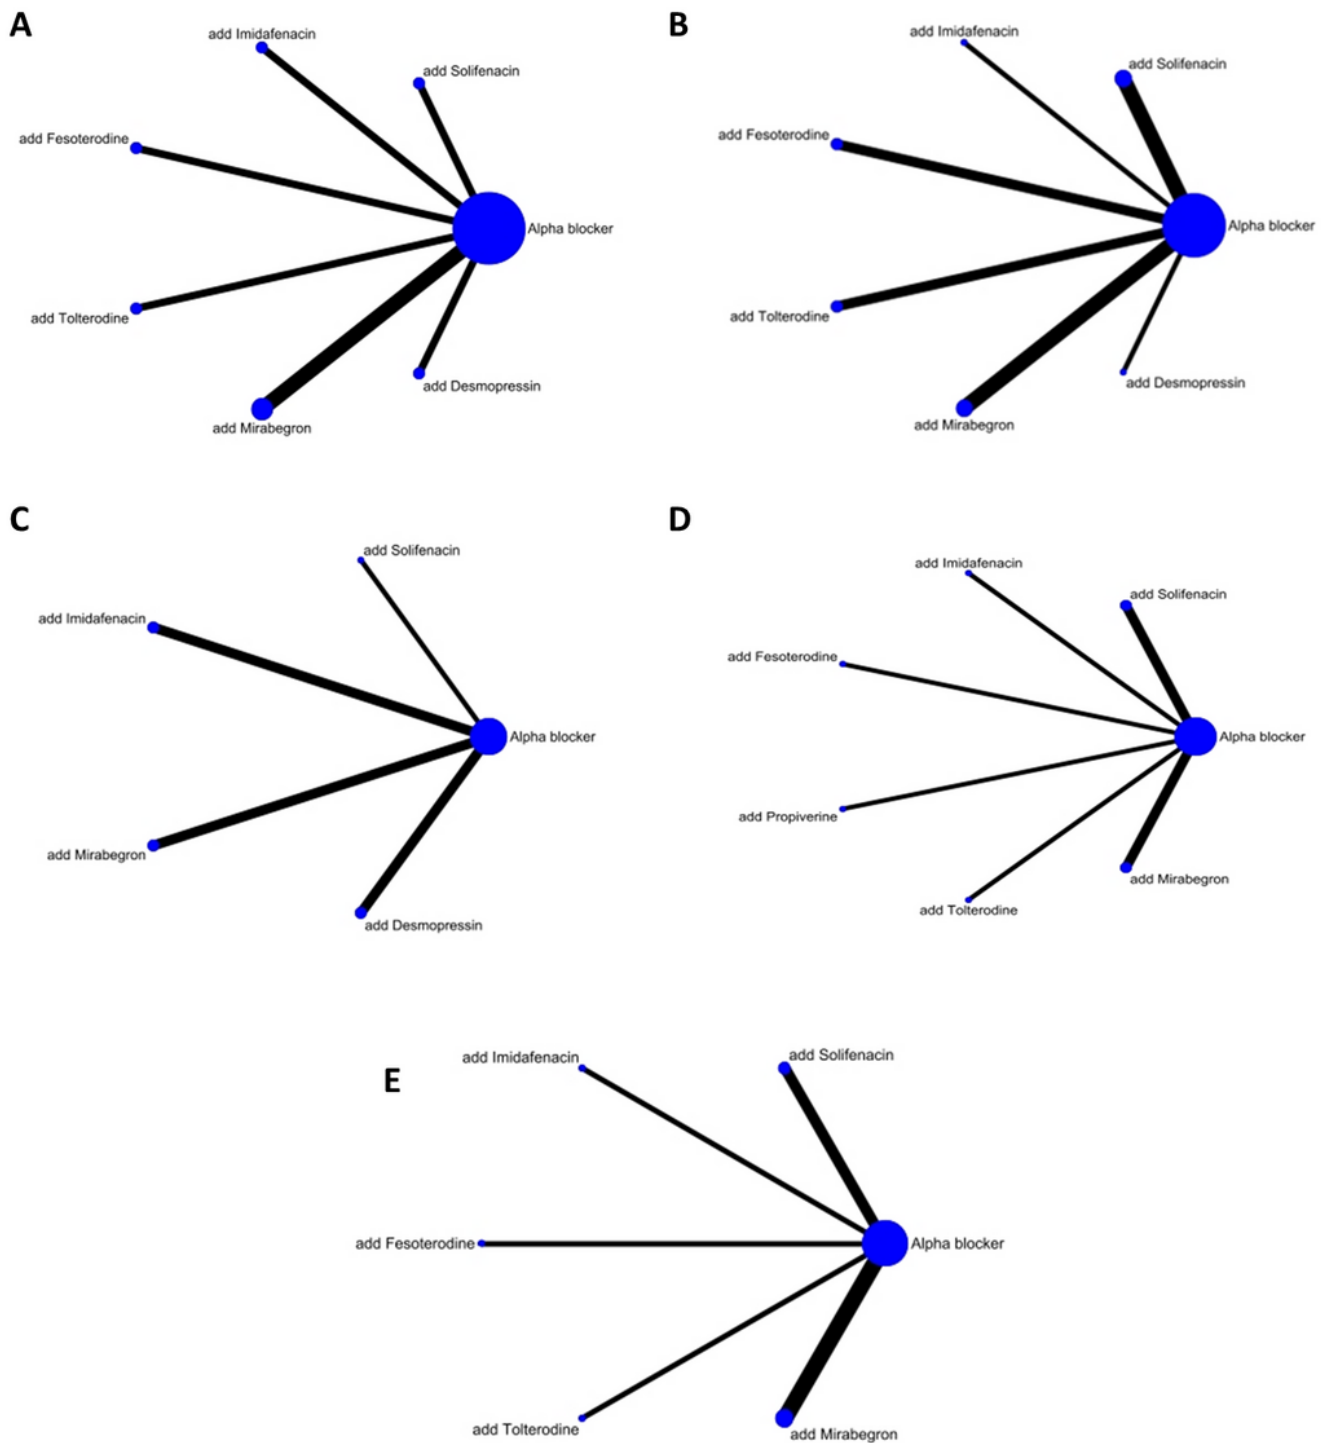 A
add Imidafenacin
add Solifenacin
add Fesoterodine
Alpha blocker
add Tolterodine
add Desmopressin
add Mirabegron
B
add Imidafenacin
add Solifenacin
add Fesoterodine
Alpha blocker
add Tolterodine
add Desmopressin
add Mirabegron
C
add Solifenacin
add Imidafenacin
Alpha blocker
add Mirabegron
add Desmopressin
D
add Imidafenacin
add Solifenacin
add Fesoterodine
Alpha blocker
add Propiverine
add Mirabegron
add Tolterodine
E
add Imidafenacin
add Solifenacin
add Fesoterodine
Alpha blocker
add Tolterodine
add Mirabegron